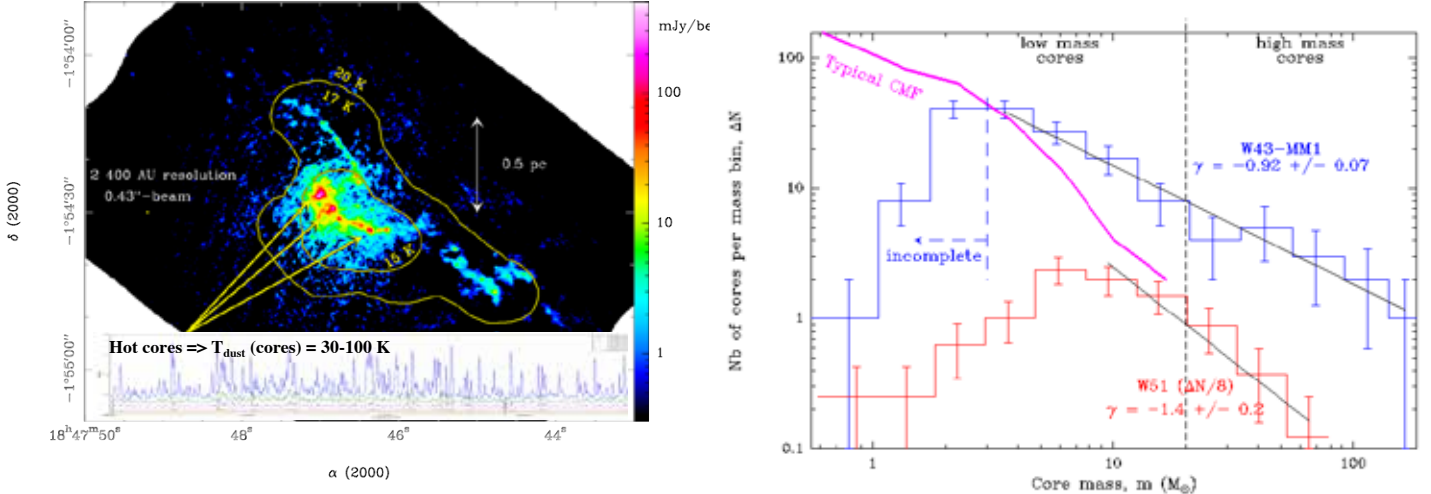 mJy/be
100
10
1
−1°54′00″
−1°54′30″
−1°55′00″
δ (2000)
20 K
17 K
15 K
0.5 pc
2 400 AU resolution
0.43″-beam
Hot cores => T_dust (cores) = 30-100 K
18ʰ47ᵐ50ˢ
48ˢ
46ˢ
44ˢ
α (2000)
Nb of cores per mass bin, ΔN
100
10
1
0.1
low mass
cores
high mass
cores
Typical CMF
W43−MM1
γ = −0.92 +/− 0.07
incomplete
W51 (ΔN/8)
γ = −1.4 +/− 0.2
1
10
100
Core mass, m (M☉)